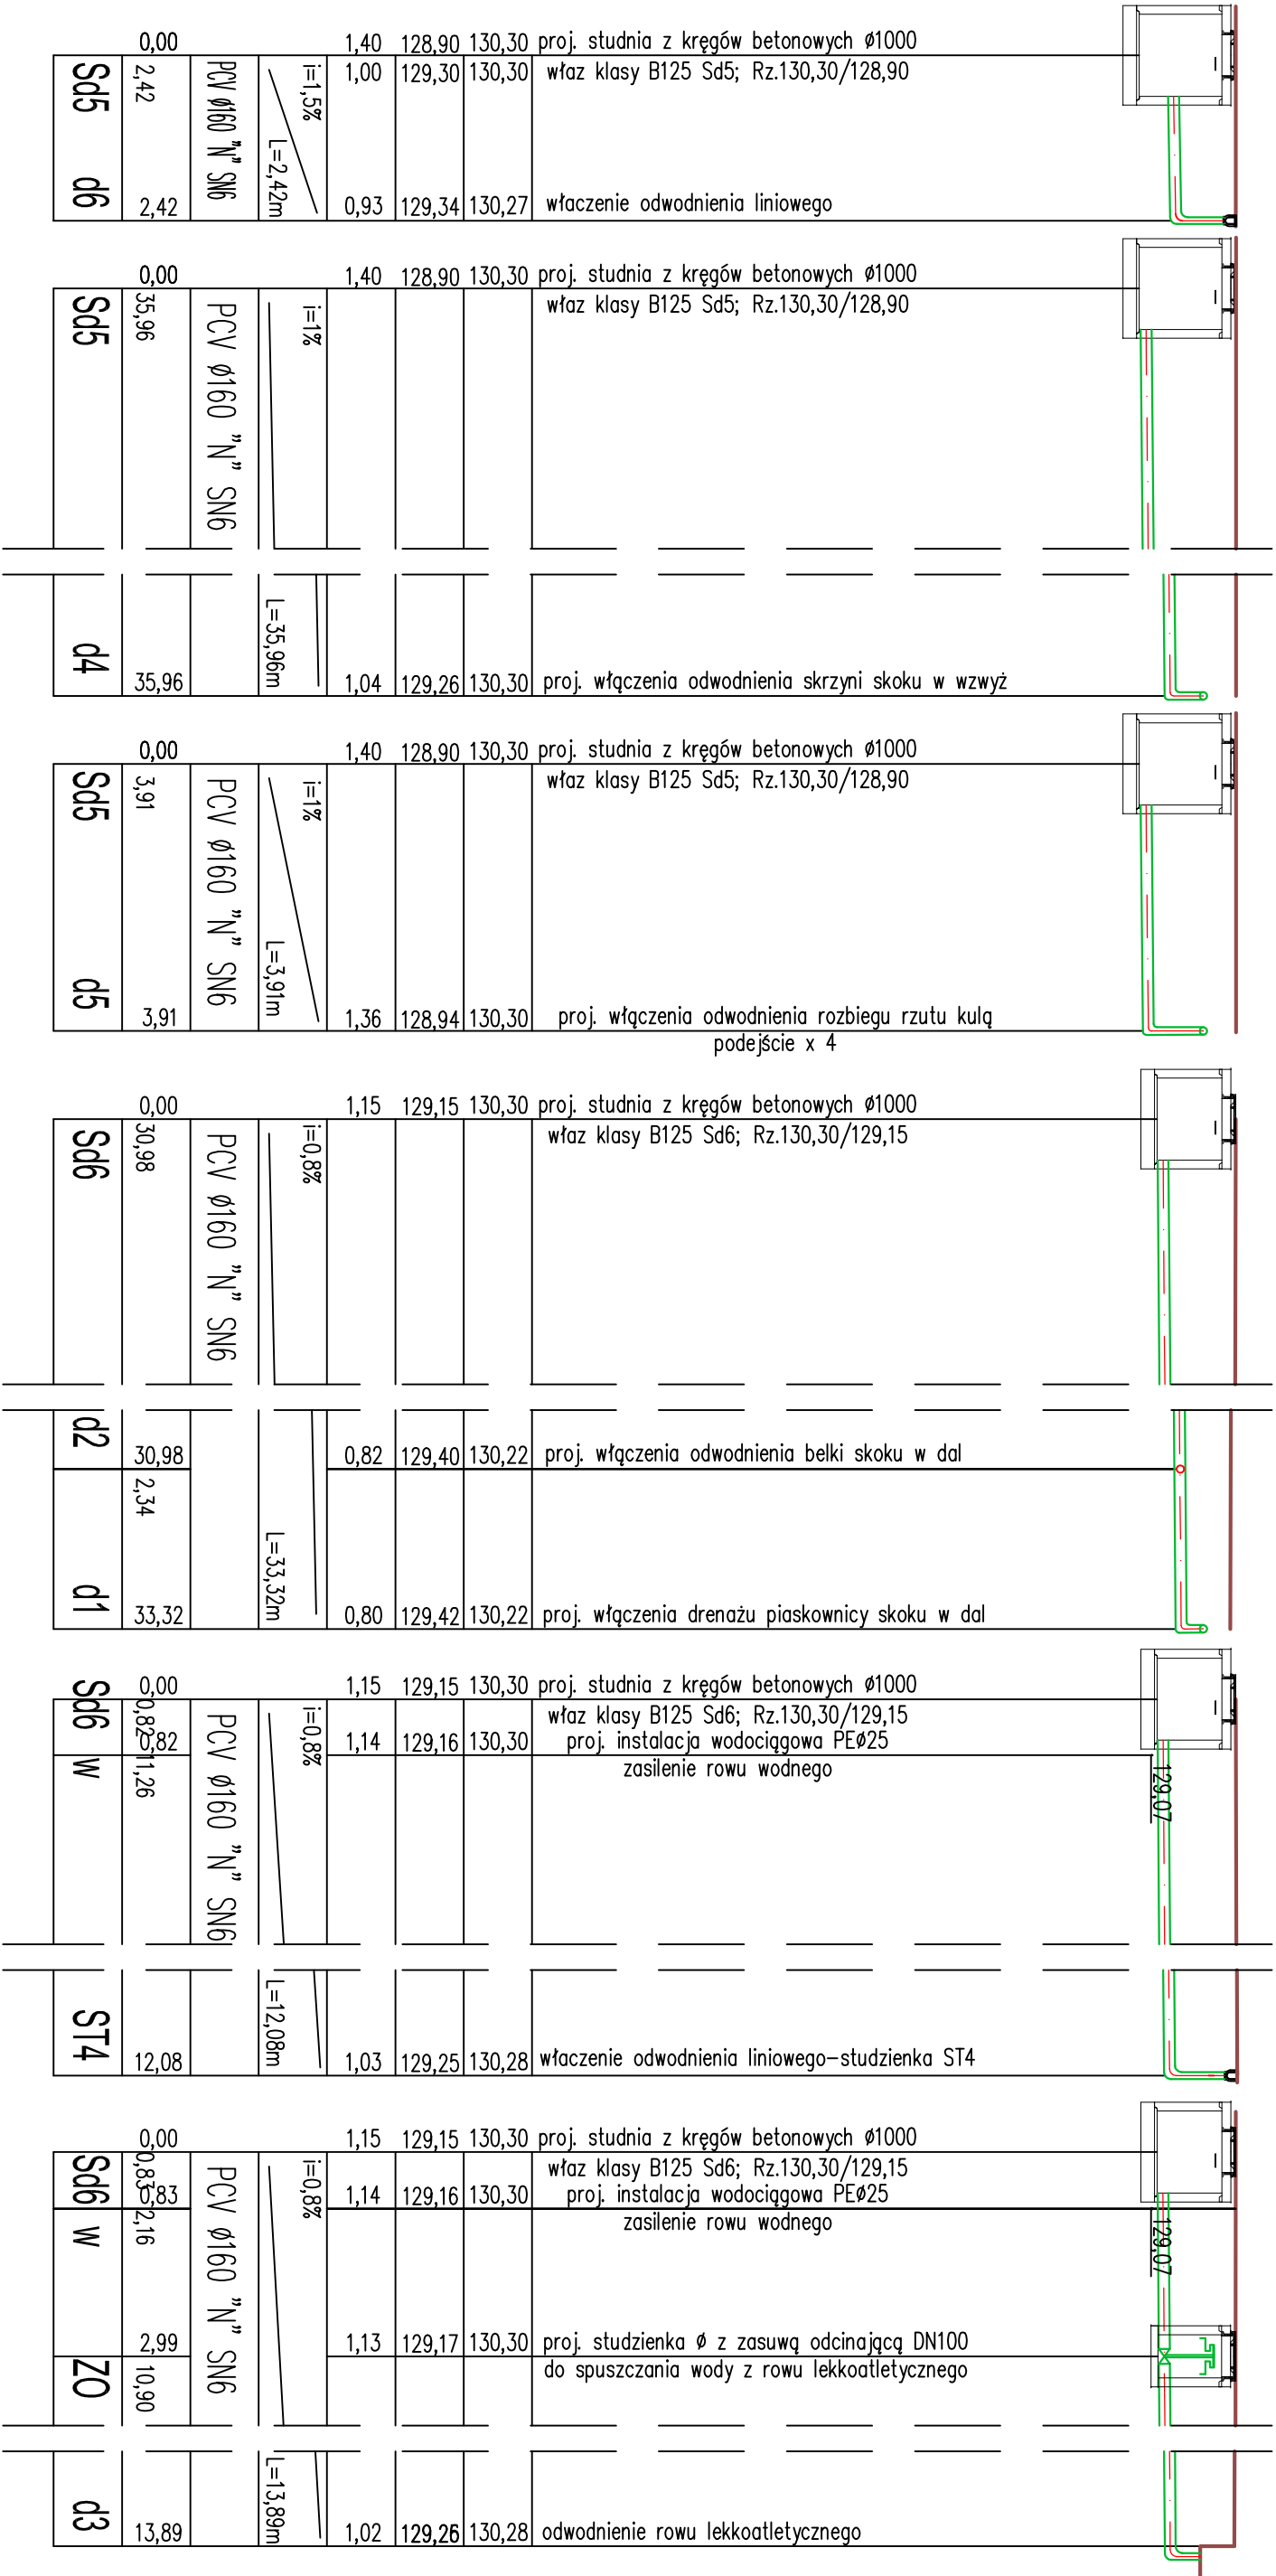 0,00 1,40 128,90 130,30 proj. studnia z kręgów betonowych ø1000
Sd5 2,42 PCV ø160 "N" SN6 i=1,5% 1,00 129,30 130,30 właz klasy B125 Sd5; Rz.130,30/128,90
L=2,42m
d6 2,42 0,93 129,34 130,27 właczenie odwodnienia liniowego
0,00 1,40 128,90 130,30 proj. studnia z kręgów betonowych ø1000
Sd5 35,96 PCV ø160 "N" SN6 i=1% właz klasy B125 Sd5; Rz.130,30/128,90
L=35,96m
d4 35,96 1,04 129,26 130,30 proj. włączenia odwodnienia skrzyni skoku w wzwyż
0,00 1,40 128,90 130,30 proj. studnia z kręgów betonowych ø1000
Sd5 3,91 PCV ø160 "N" SN6 i=1% właz klasy B125 Sd5; Rz.130,30/128,90
L=3,91m
d5 3,91 1,36 128,94 130,30 proj. włączenia odwodnienia rozbiegu rzutu kulą
podejście x 4
0,00 1,15 129,15 130,30 proj. studnia z kręgów betonowych ø1000
Sd6 30,98 PCV ø160 "N" SN6 i=0,8% właz klasy B125 Sd6; Rz.130,30/129,15
d2 30,98 0,82 129,40 130,22 proj. włączenia odwodnienia belki skoku w dal
2,34
L=33,32m
d1 33,32 0,80 129,42 130,22 proj. włączenia drenażu piaskownicy skoku w dal
0,00 1,15 129,15 130,30 proj. studnia z kręgów betonowych ø1000
Sd6 0,82 PCV ø160 "N" SN6 i=0,8% właz klasy B125 Sd6; Rz.130,30/129,15
0,82 1,14 129,16 130,30 proj. instalacja wodociągowa PEø25
W 11,26 zasilenie rowu wodnego
129,07
L=12,08m
ST4 12,08 1,03 129,25 130,28 właczenie odwodnienia liniowego-studzienka ST4
0,00 1,15 129,15 130,30 proj. studnia z kręgów betonowych ø1000
Sd6 0,83 PCV ø160 "N" SN6 i=0,8% właz klasy B125 Sd6; Rz.130,30/129,15
0,83 1,14 129,16 130,30 proj. instalacja wodociągowa PEø25
W 2,16 zasilenie rowu wodnego
129,07
2,99 1,13 129,17 130,30 proj. studzienka ø z zasuwą odcinającą DN100
ZO 10,90 do spuszczania wody z rowu lekkoatletycznego
L=13,89m
d3 13,89 1,02 129,26 130,28 odwodnienie rowu lekkoatletycznego